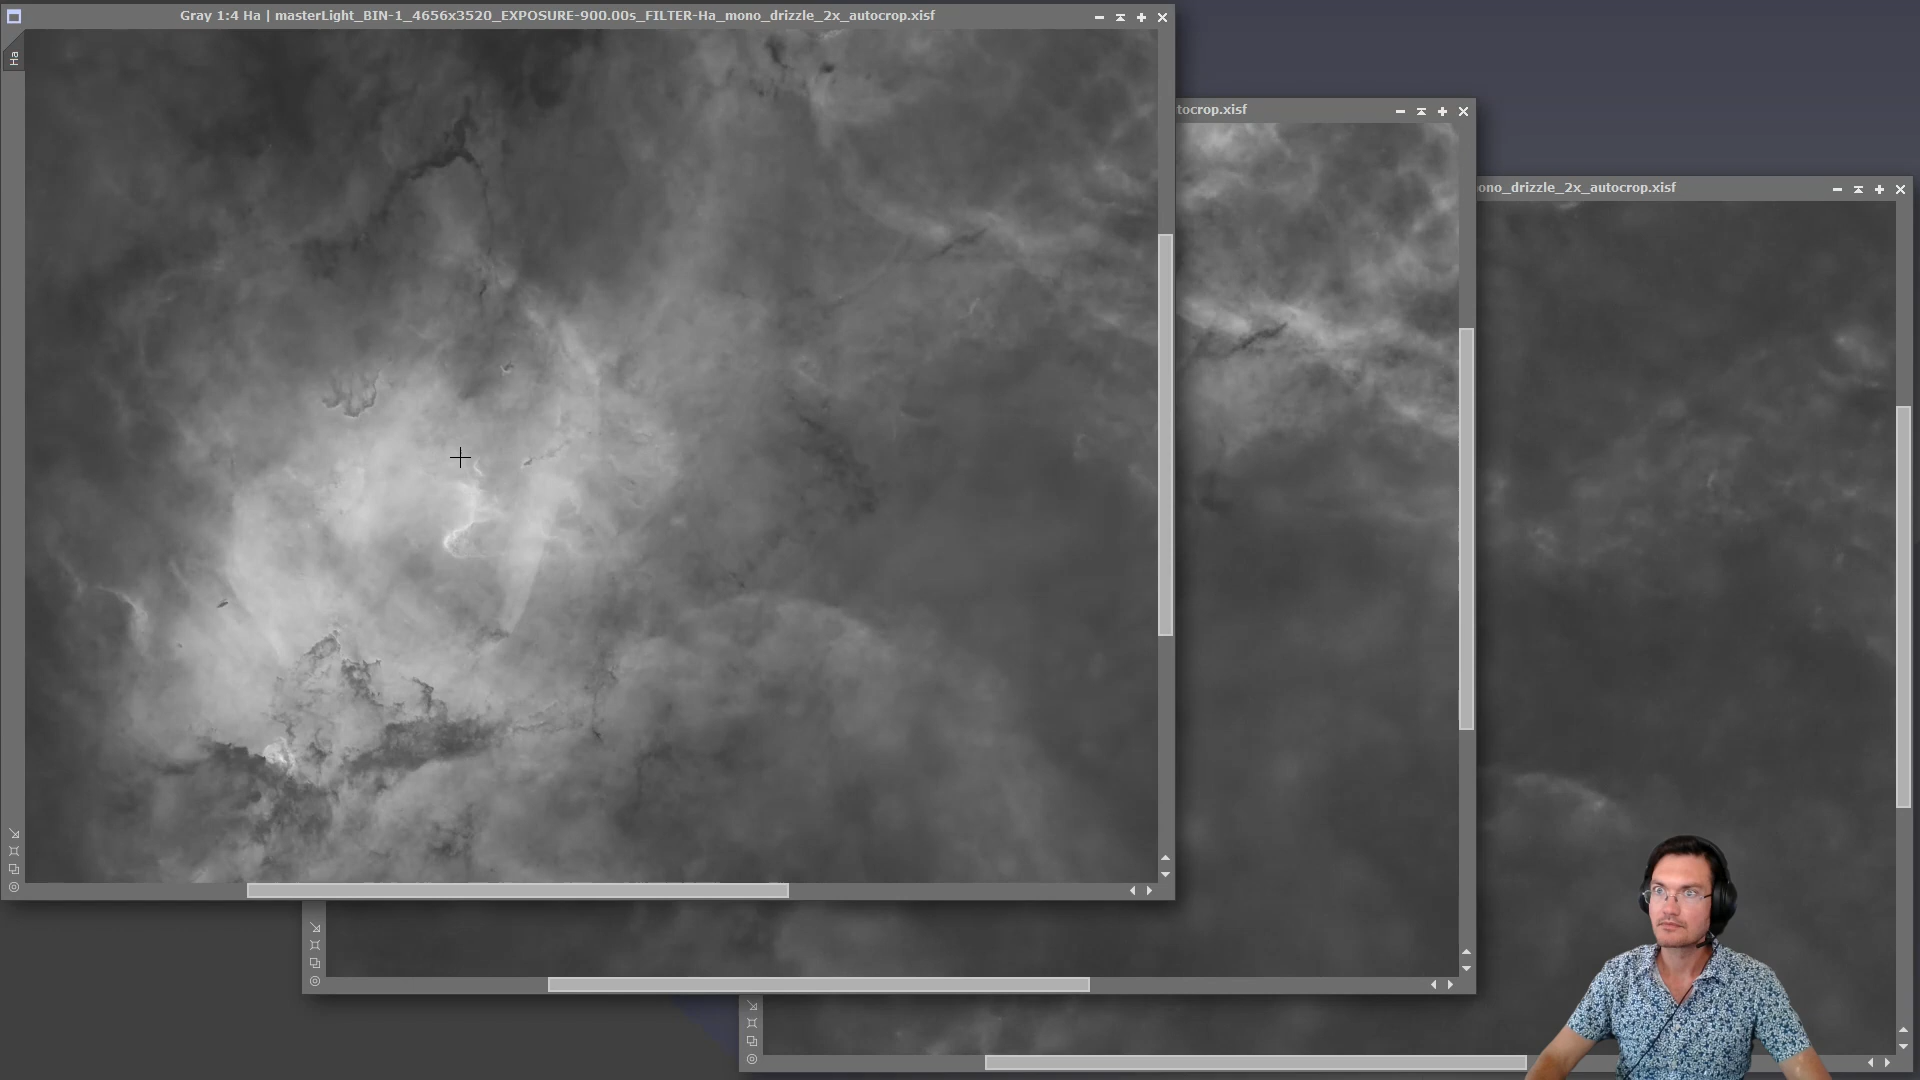 Gray 1:4 Ha | masterLight_BIN-1_4656x3520_EXPOSURE-900.00s_FILTER-Ha_mono_drizzle_2x_autocrop.xisf
Ha
tocrop.xisf
ono_drizzle_2x_autocrop.xisf